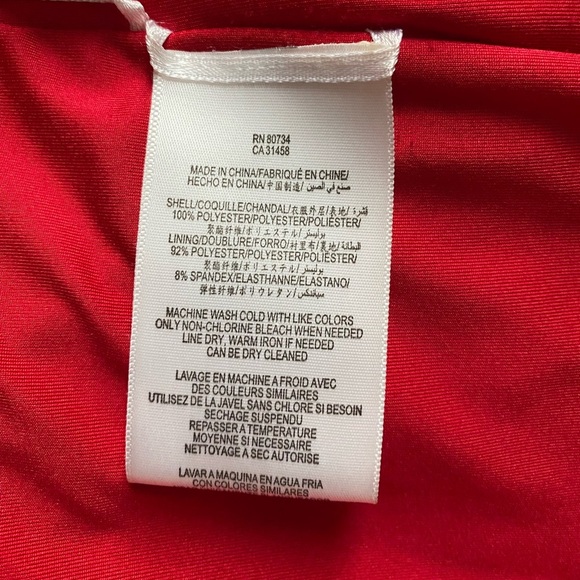 RN 80734
CA 31458
MADE IN CHINA/FABRIQUÉ EN CHINE/
HECHO EN CHINA/中国制造/ صنع في الصين
SHELL/COQUILLE/CHANDAL/衣服外层/表地/ قشرة
100% POLYESTER/POLYESTER/POLIÉSTER/
聚酯纤维/ポリエステル/ بوليستر
LINING/DOUBLURE/FORRO/衬里布/裏地/ البطانة
92% POLYESTER/POLYESTER/POLIÉSTER/
聚酯纤维/ポリエステル/ بوليستر
8% SPANDEX/ELASTHANNE/ELASTANO/
弹性纤维/ポリウレタン/ سباندكس
MACHINE WASH COLD WITH LIKE COLORS
ONLY NON-CHLORINE BLEACH WHEN NEEDED
LINE DRY, WARM IRON IF NEEDED
CAN BE DRY CLEANED
LAVAGE EN MACHINE A FROID AVEC
DES COULEURS SIMILAIRES
UTILISEZ DE LA JAVEL SANS CHLORE SI BESOIN
SECHAGE SUSPENDU
REPASSER A TEMPERATURE
MOYENNE SI NECESSAIRE
NETTOYAGE A SEC AUTORISE
LAVAR A MAQUINA EN AGUA FRIA
CON COLORES SIMILARES